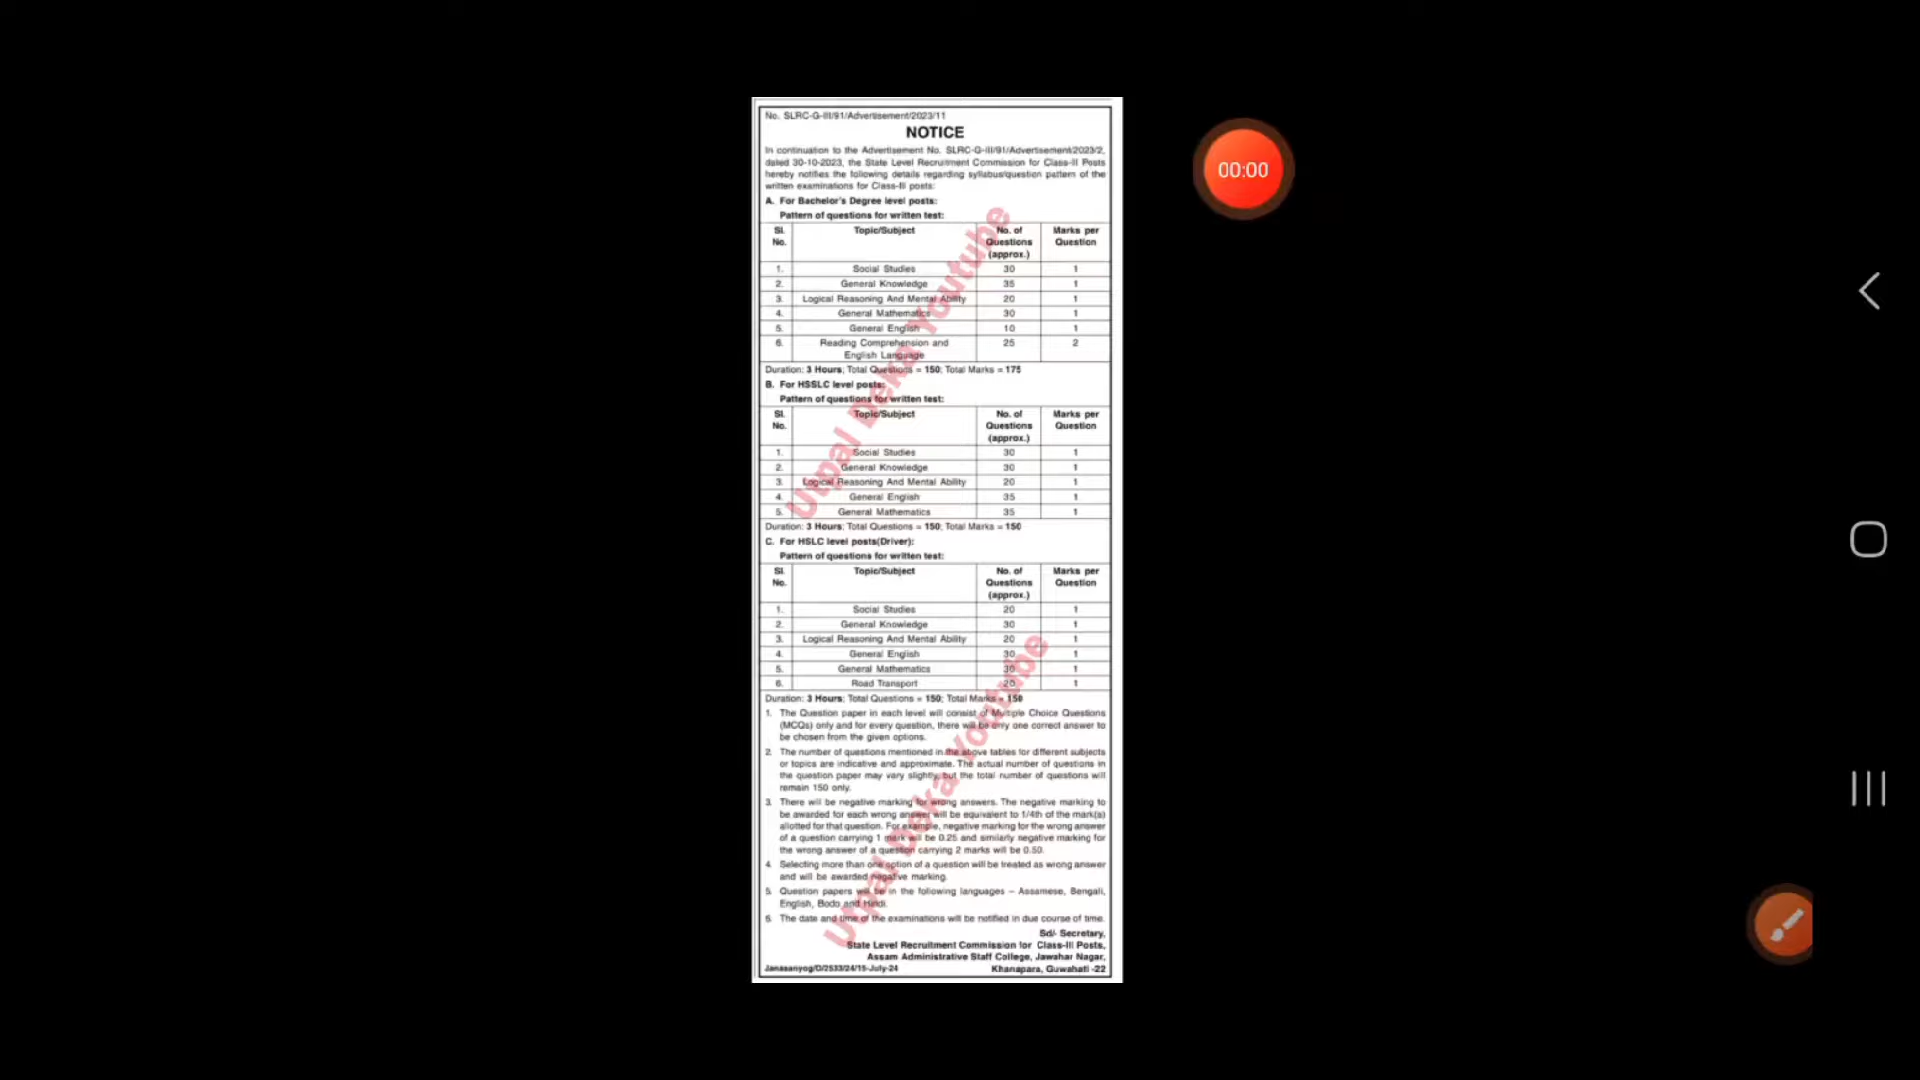 No. SLRC-G-III/91/Advertisement/2023/11
NOTICE
In continuation to the Advertisement No. SLRC-G-III/91/Advertisement/2023/2,
dated 30-10-2023, the State Level Recruitment Commission for Class-III Posts
hereby notifies the following details regarding syllabus/question pattern of the
written examinations for Class-III posts:
A. For Bachelor's Degree level posts:
Pattern of questions for written test:
Sl. No. Topic/Subject No. of Questions (approx.) Marks per Question
1. Social Studies 30 1
2. General Knowledge 35 1
3. Logical Reasoning And Mental Ability 20 1
4. General Mathematics 30 1
5. General English 10 1
6. Reading Comprehension and English Language 25 2
Duration: 3 Hours; Total Questions = 150; Total Marks = 175
B. For HSSLC level posts:
Pattern of questions for written test:
Sl. No. Topic/Subject No. of Questions (approx.) Marks per Question
1. Social Studies 30 1
2. General Knowledge 30 1
3. Logical Reasoning And Mental Ability 20 1
4. General English 35 1
5. General Mathematics 35 1
Duration: 3 Hours; Total Questions = 150; Total Marks = 150
C. For HSLC level posts(Driver):
Pattern of questions for written test:
Sl. No. Topic/Subject No. of Questions (approx.) Marks per Question
1. Social Studies 20 1
2. General Knowledge 30 1
3. Logical Reasoning And Mental Ability 20 1
4. General English 30 1
5. General Mathematics 30 1
6. Road Transport 20 1
Duration: 3 Hours; Total Questions = 150; Total Marks = 150
1. The Question paper in each level will consist of Multiple Choice Questions
(MCQs) only and for every question, there will be only one correct answer to
be chosen from the given options.
2. The number of questions mentioned in the above tables for different subjects
or topics are indicative and approximate. The actual number of questions in
the question paper may vary slightly, but the total number of questions will
remain 150 only.
3. There will be negative marking for wrong answers. The negative marking to
be awarded for each wrong answer will be equivalent to 1/4th of the mark(s)
allotted for that question. For example, negative marking for the wrong answer
of a question carrying 1 mark will be 0.25 and similarly negative marking for
the wrong answer of a question carrying 2 marks will be 0.50.
4. Selecting more than one option of a question will be treated as wrong answer
and will be awarded negative marking.
5. Question papers will be in the following languages – Assamese, Bengali,
English, Bodo and Hindi.
6. The date and time of the examinations will be notified in due course of time.
Sd/- Secretary,
State Level Recruitment Commission for Class-III Posts,
Assam Administrative Staff College, Jawahar Nagar,
Janasanyog/D/2533/24/15-July-24 Khanapara, Guwahati -22
Utpal Deka Youtube
Utpal Deka Youtube
00:00